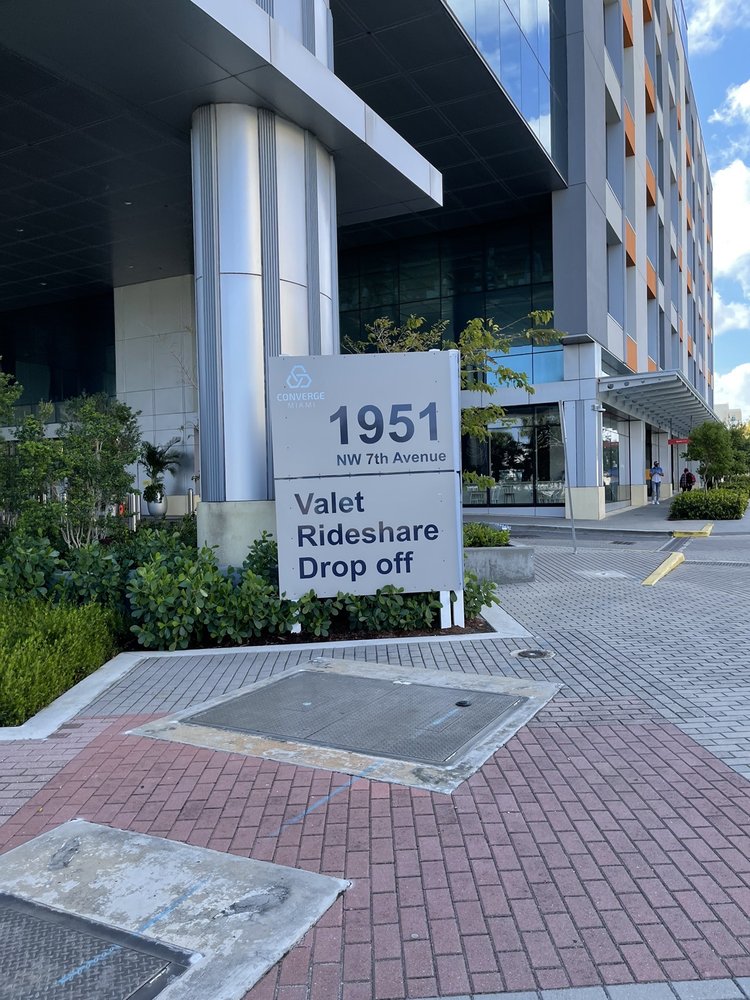 CONVERGE
MIAMI
1951
NW 7th Avenue
Valet
Rideshare
Drop off